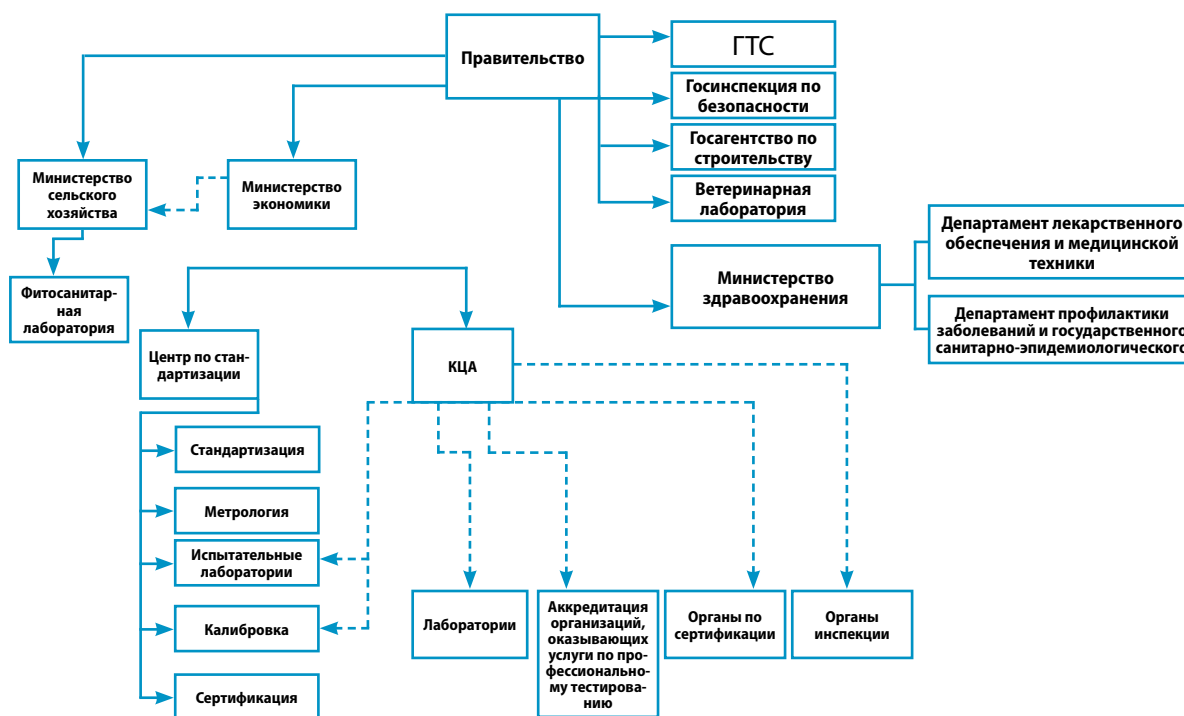 Правительство
ГТС
Госинспекция по
безопасности
Госагентство по
строительству
Ветеринарная
лаборатория
Министерство
сельского
хозяйства
Министерство
экономики
Министерство
здравоохранения
Департамент лекарственного
обеспечения и медицинской
техники
Департамент профилактики
заболеваний и государственного
санитарно-эпидемиологического
Фитосанитар-
ная
лаборатория
Центр по стан-
дартизации
КЦА
Стандартизация
Метрология
Испытательные
лаборатории
Калибровка
Сертификация
Лаборатории
Аккредитация
организаций,
оказывающих
услуги по про-
фессионально-
му тестирова-
нию
Органы по
сертификации
Органы
инспекции